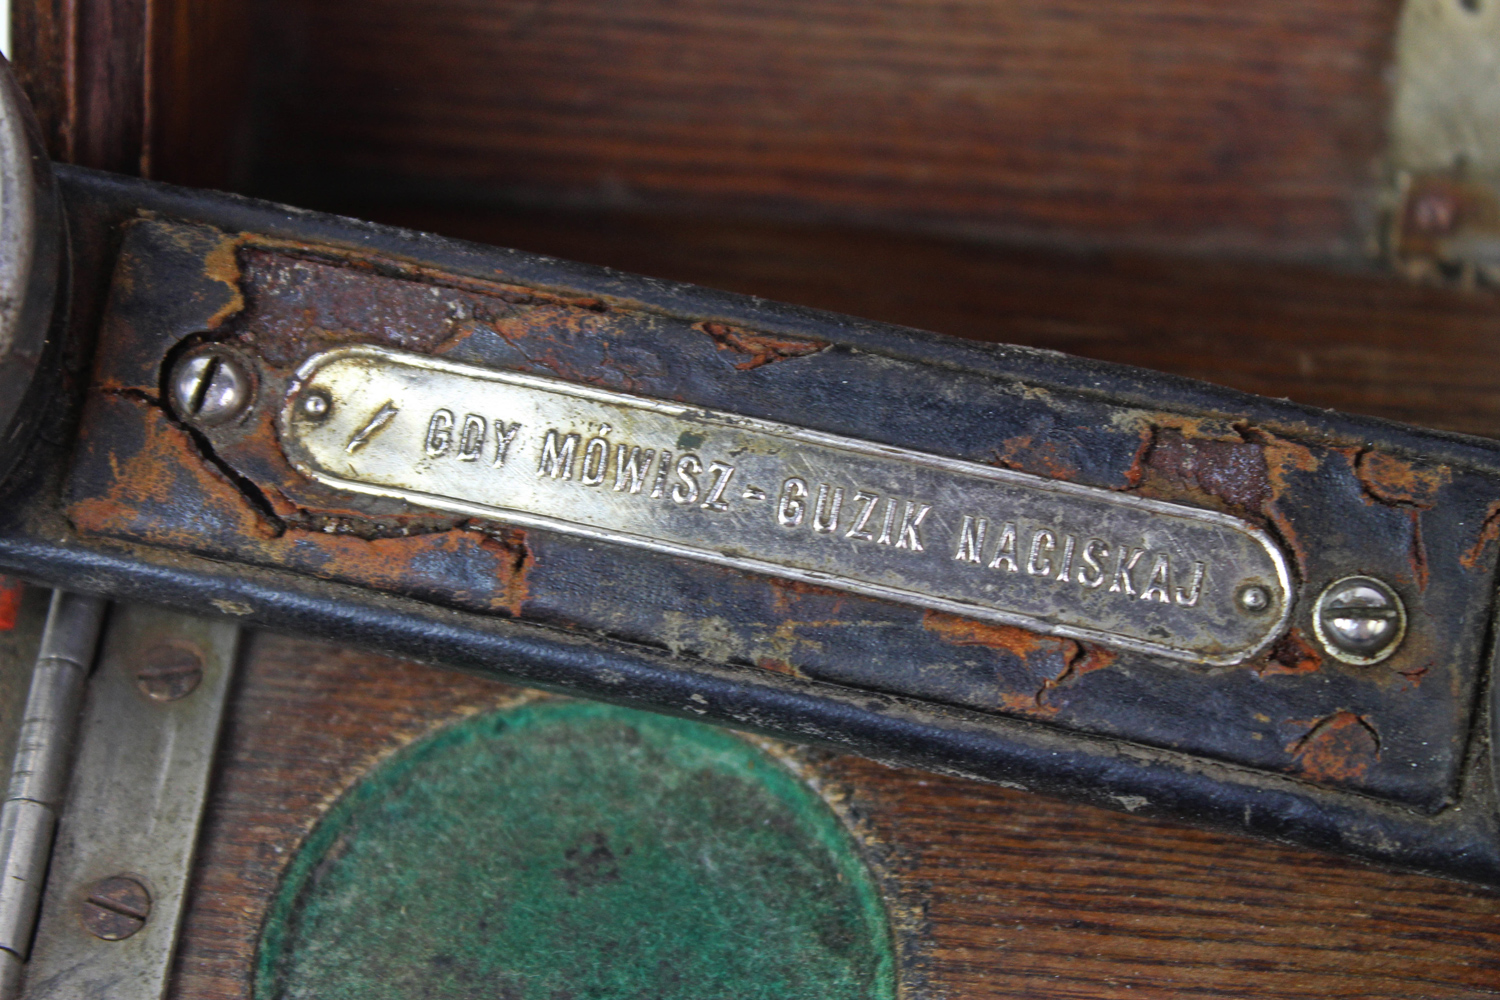 / GDY MÓWISZ - GUZIK NACISKAJ